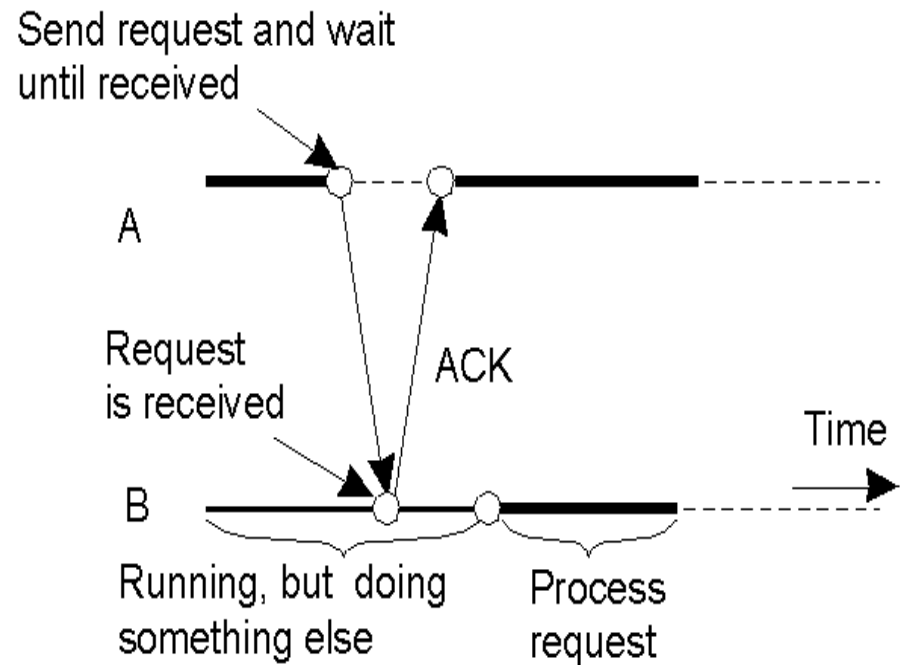 Send request and wait
until received
A
Request
is received
ACK
Time
B
Running, but doing
something else
Process
request